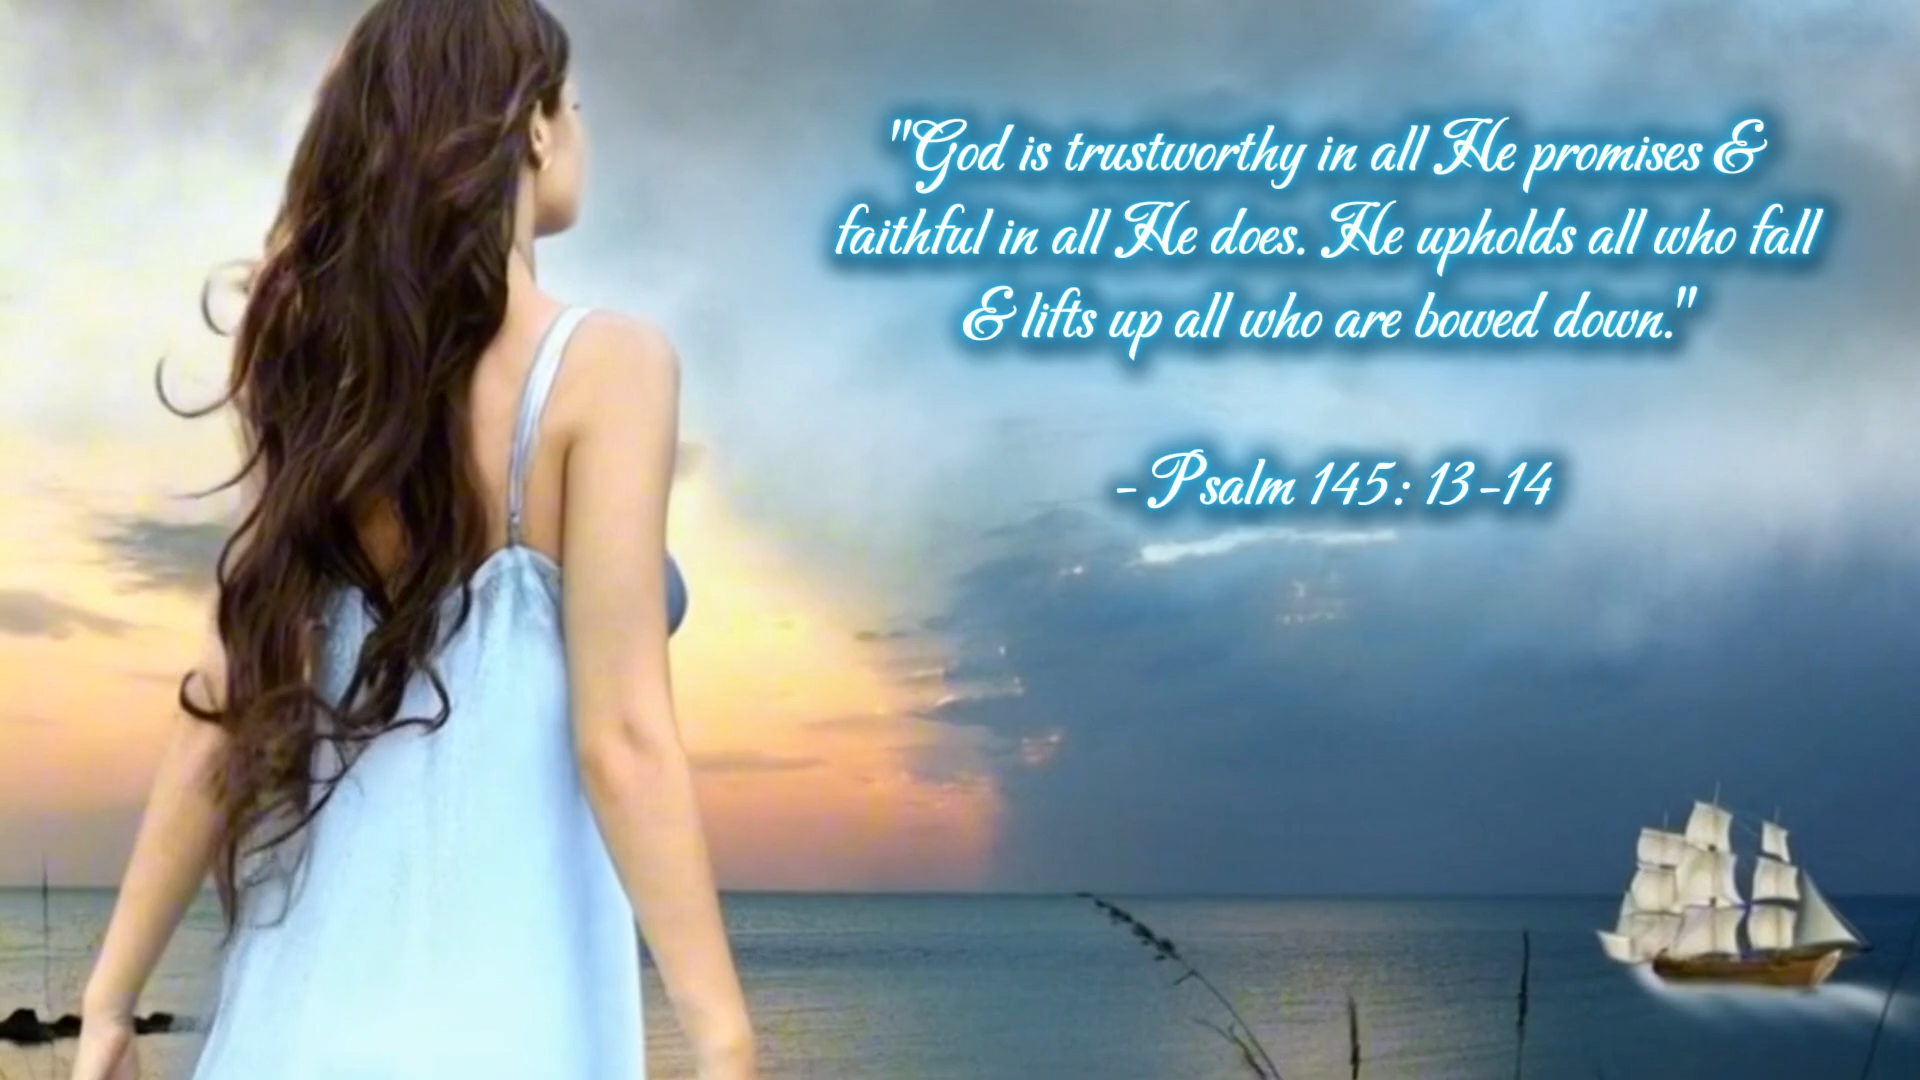 "God is trustworthy in all He promises &
faithful in all He does. He upholds all who fall
& lifts up all who are bowed down."
- Psalm 145: 13-14